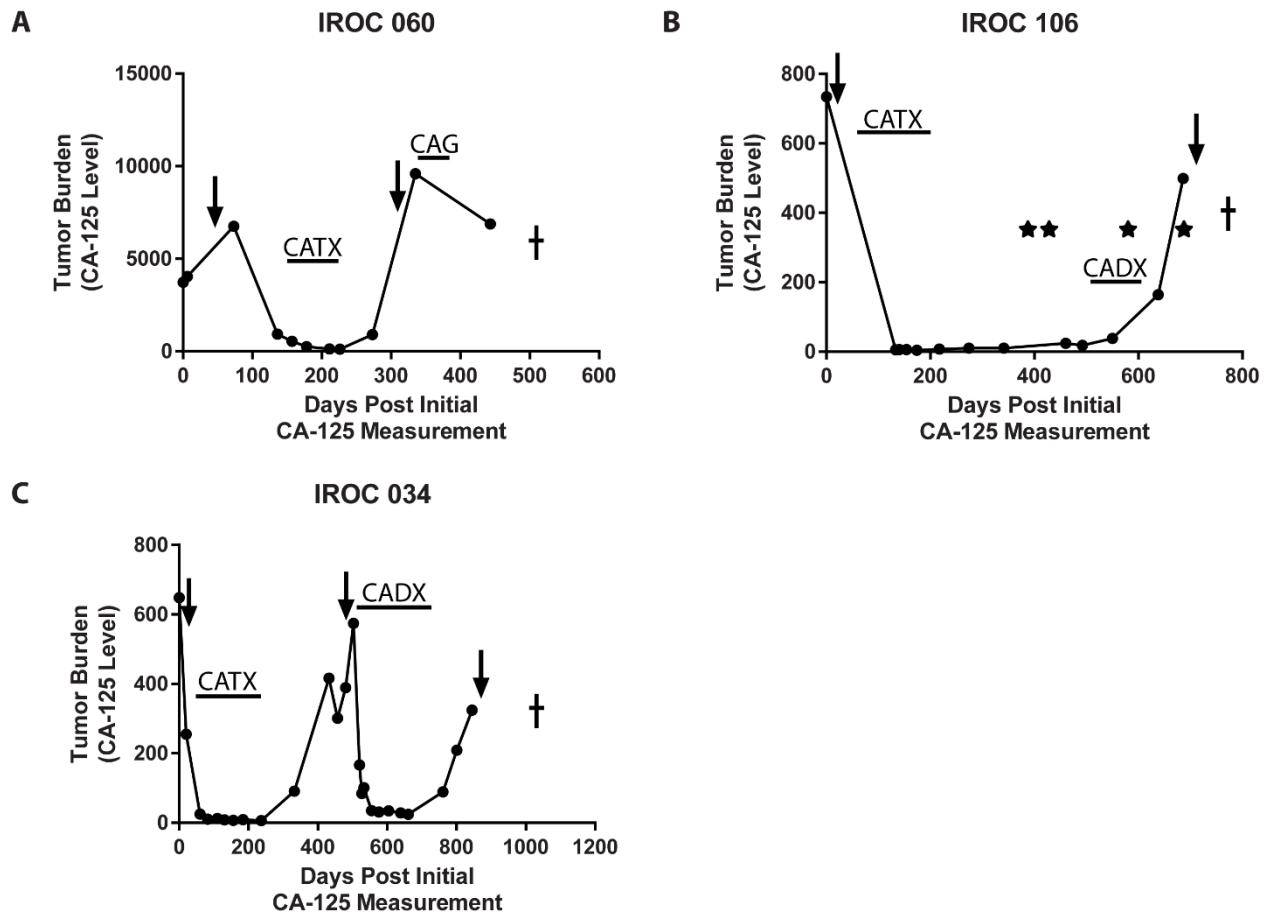 A
IROC 060
Tumor Burden
(CA-125 Level)
15000
10000
5000
0
CATX
CAG
†
0 100 200 300 400 500 600
Days Post Initial
CA-125 Measurement
B
IROC 106
Tumor Burden
(CA-125 Level)
800
600
400
200
0
CATX
CADX
†
0 200 400 600 800
Days Post Initial
CA-125 Measurement
C
IROC 034
Tumor Burden
(CA-125 Level)
800
600
400
200
0
CATX
CADX
†
0 200 400 600 800 1000 1200
Days Post Initial
CA-125 Measurement